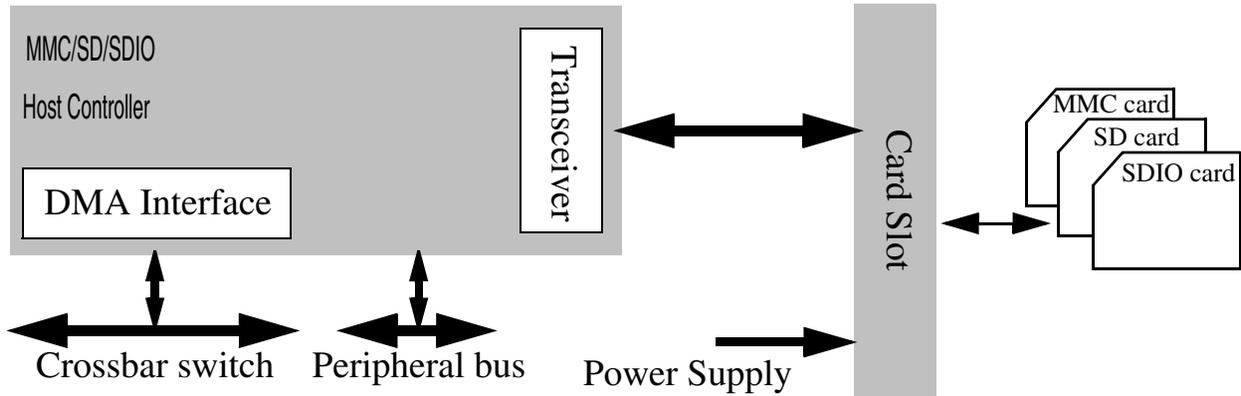 MMC/SD/SDIO
Host Controller
Transceiver
DMA Interface
Crossbar switch
Peripheral bus
Power Supply
Card Slot
MMC card
SD card
SDIO card